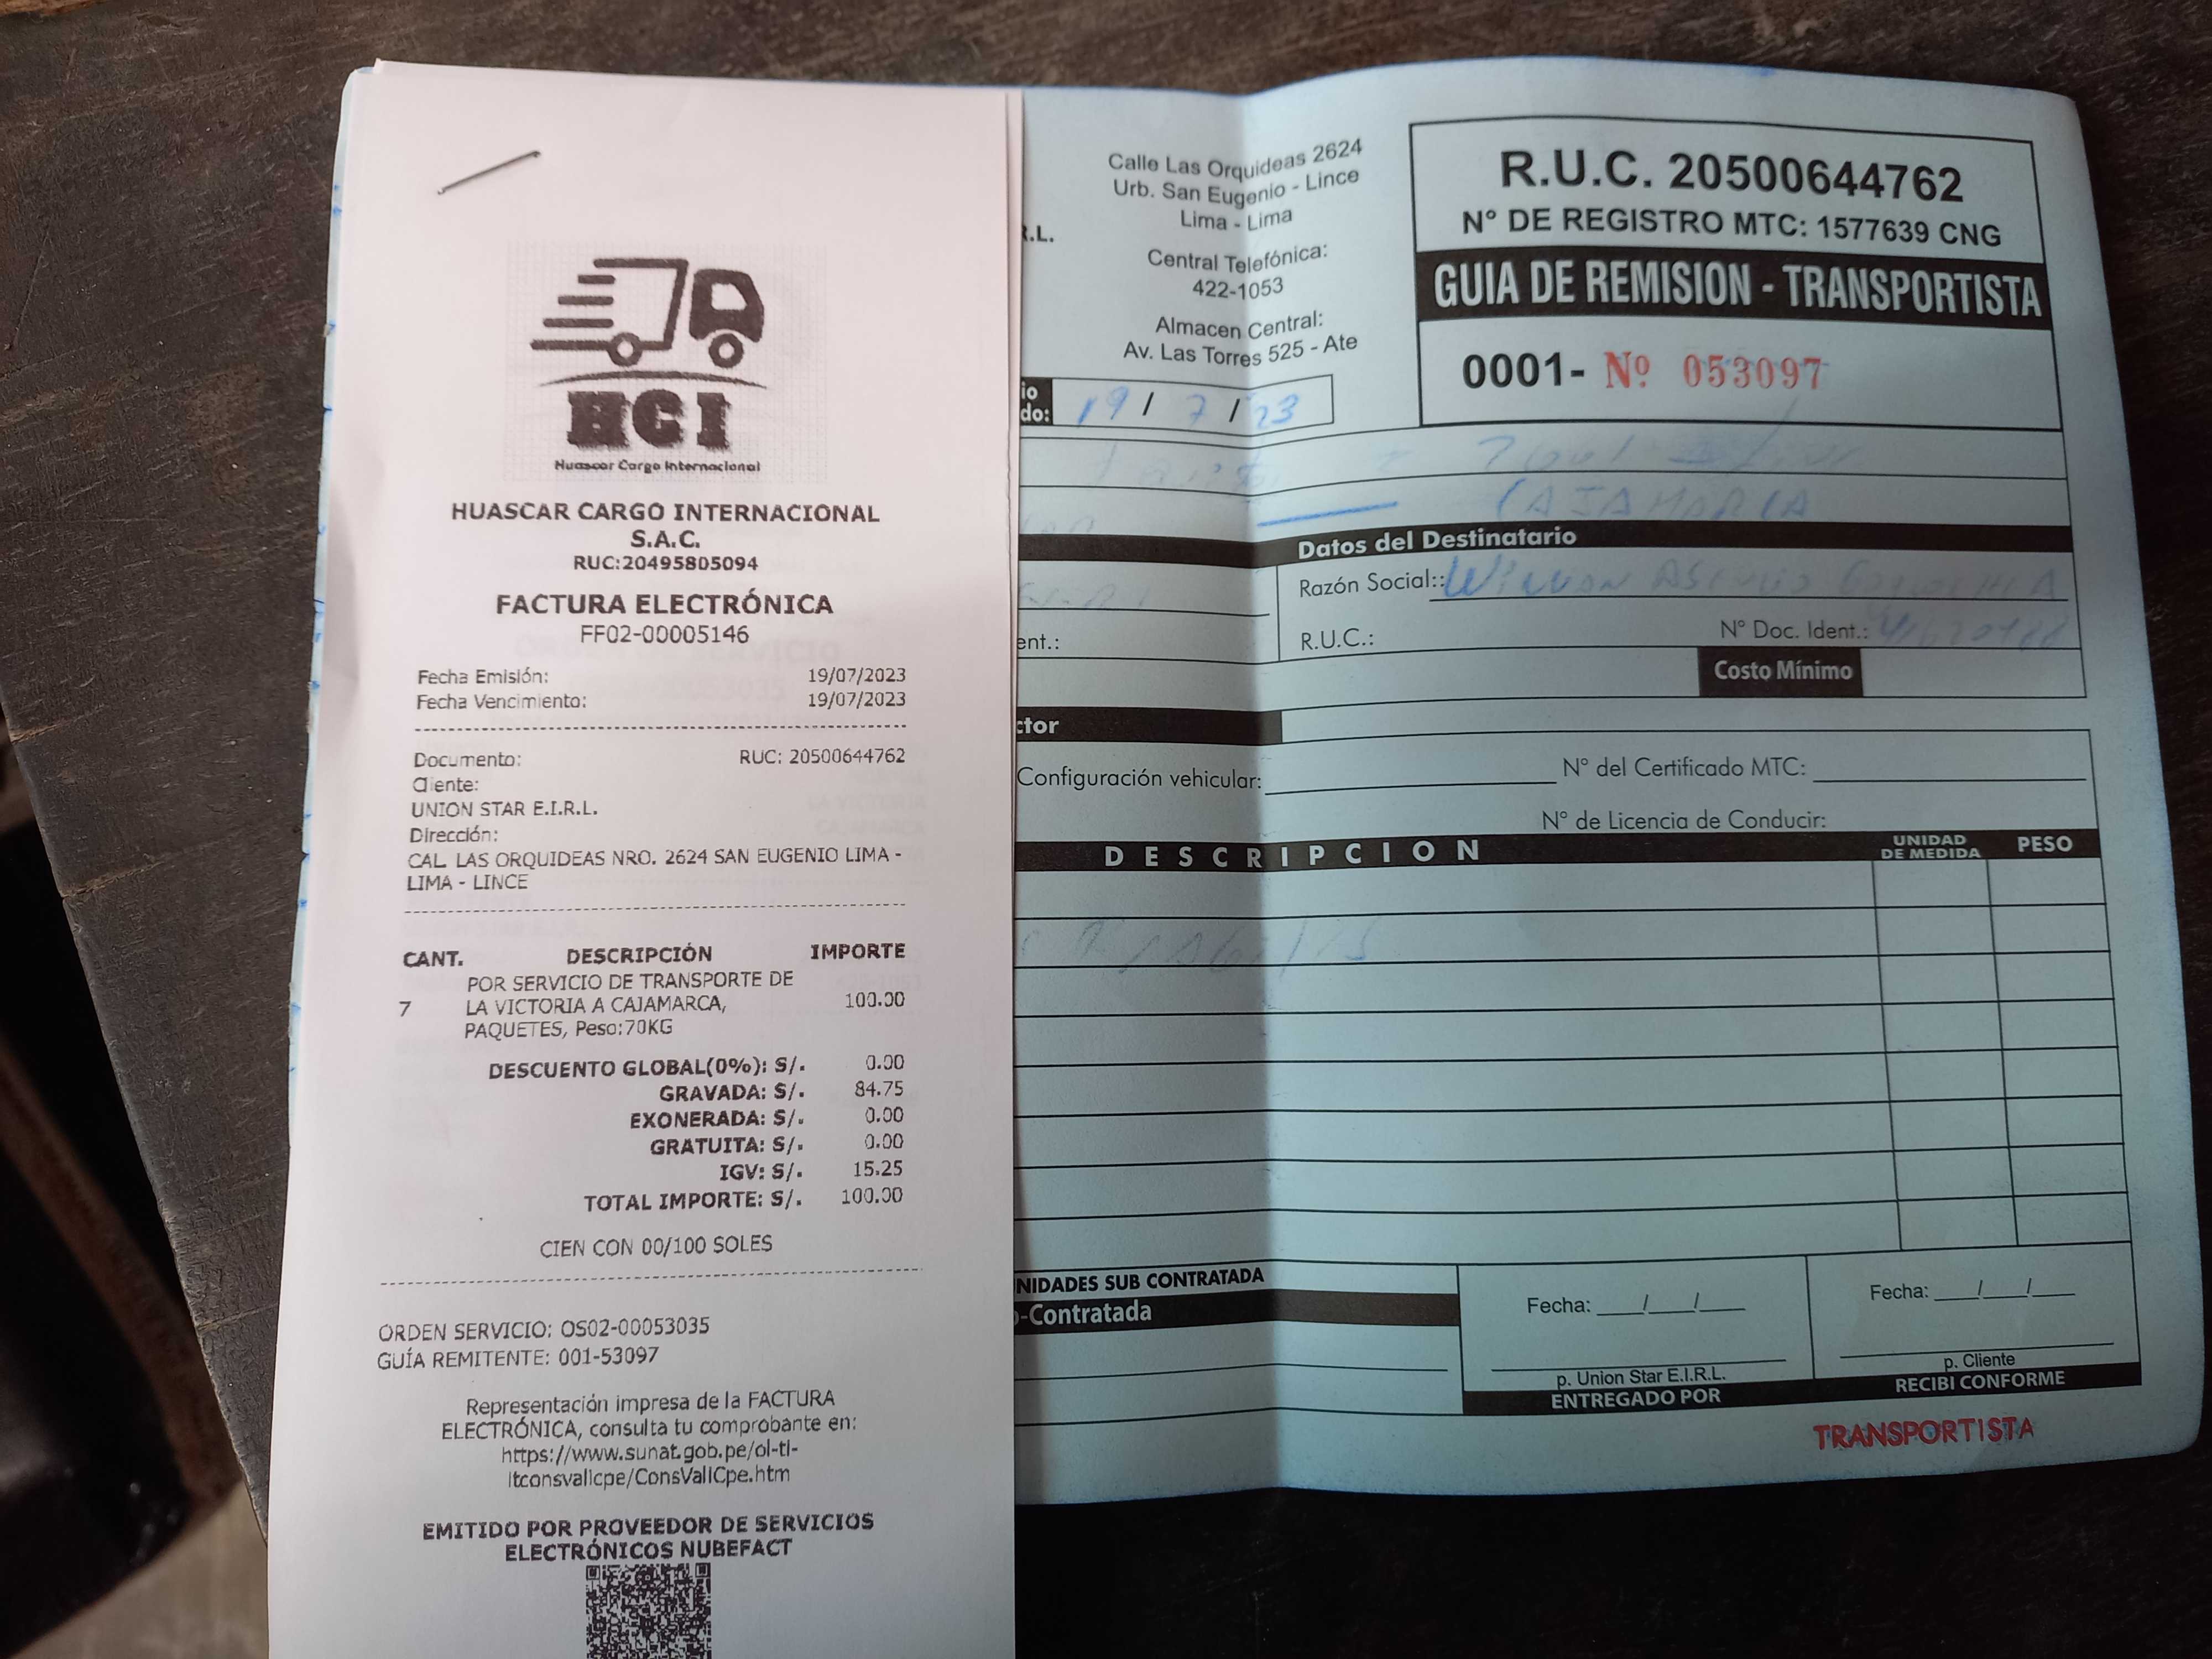 HCI
Huascar Cargo Internacional
HUASCAR CARGO INTERNACIONAL
S.A.C.
RUC:20495805094
FACTURA ELECTRÓNICA
FF02-00005146
Fecha Emisión: 19/07/2023
Fecha Vencimiento: 19/07/2023
Documento: RUC: 20500644762
Cliente:
UNION STAR E.I.R.L.
Dirección:
CAL. LAS ORQUIDEAS NRO. 2624 SAN EUGENIO LIMA -
LIMA - LINCE
CANT. DESCRIPCIÓN IMPORTE
POR SERVICIO DE TRANSPORTE DE
7 LA VICTORIA A CAJAMARCA, 100.00
PAQUETES, Peso:70KG
DESCUENTO GLOBAL(0%): S/. 0.00
GRAVADA: S/. 84.75
EXONERADA: S/. 0.00
GRATUITA: S/. 0.00
IGV: S/. 15.25
TOTAL IMPORTE: S/. 100.00
CIEN CON 00/100 SOLES
ORDEN SERVICIO: OS02-00053035
GUÍA REMITENTE: 001-53097
Representación impresa de la FACTURA
ELECTRÓNICA, consulta tu comprobante en:
https://www.sunat.gob.pe/ol-ti-
itconsvalicpe/ConsValiCpe.htm
EMITIDO POR PROVEEDOR DE SERVICIOS
ELECTRÓNICOS NUBEFACT
R.L.
Calle Las Orquideas 2624
Urb. San Eugenio - Lince
Lima - Lima
Central Telefónica:
422-1053
Almacen Central:
Av. Las Torres 525 - Ate
R.U.C. 20500644762
N° DE REGISTRO MTC: 1577639 CNG
GUIA DE REMISION - TRANSPORTISTA
0001- Nº 053097
io
do: 19 / 7 / 23
CAJAMARCA
Datos del Destinatario
Razón Social::
ent.:
R.U.C.: N° Doc. Ident.:
Costo Mínimo
ctor
Configuración vehicular: N° del Certificado MTC:
N° de Licencia de Conducir:
DESCRIPCION UNIDAD DE MEDIDA PESO
NIDADES SUB CONTRATADA
-Contratada
Fecha: / /
p. Union Star E.I.R.L.
ENTREGADO POR
Fecha: / /
p. Cliente
RECIBI CONFORME
TRANSPORTISTA